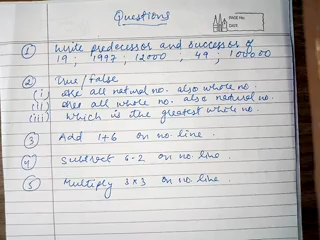 Questions
PAGE No.
① Write predecessor and successor of
19 ; 1997 ; 12000 , 49 , 100000
② True/false
(i) Are all natural no. also whole no.
(ii) Are all whole no. also natural no.
(iii) Which is the greatest whole no.
③ Add 1+6 on no. line.
④ Subtract 6-2 on no. line
⑤ Multiply 3x3 on no. line.